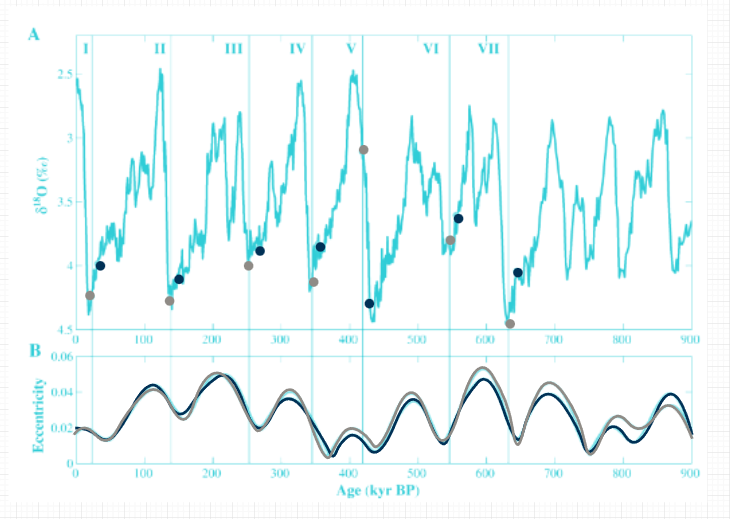 A
I II III IV V VI VII
2.5
3
3.5
4
4.5
δ¹⁸O (‰)
0 100 200 300 400 500 600 700 800 900
B
0.06
0.04
0.02
0
Eccentricity
0 100 200 300 400 500 600 700 800 900
Age (kyr BP)